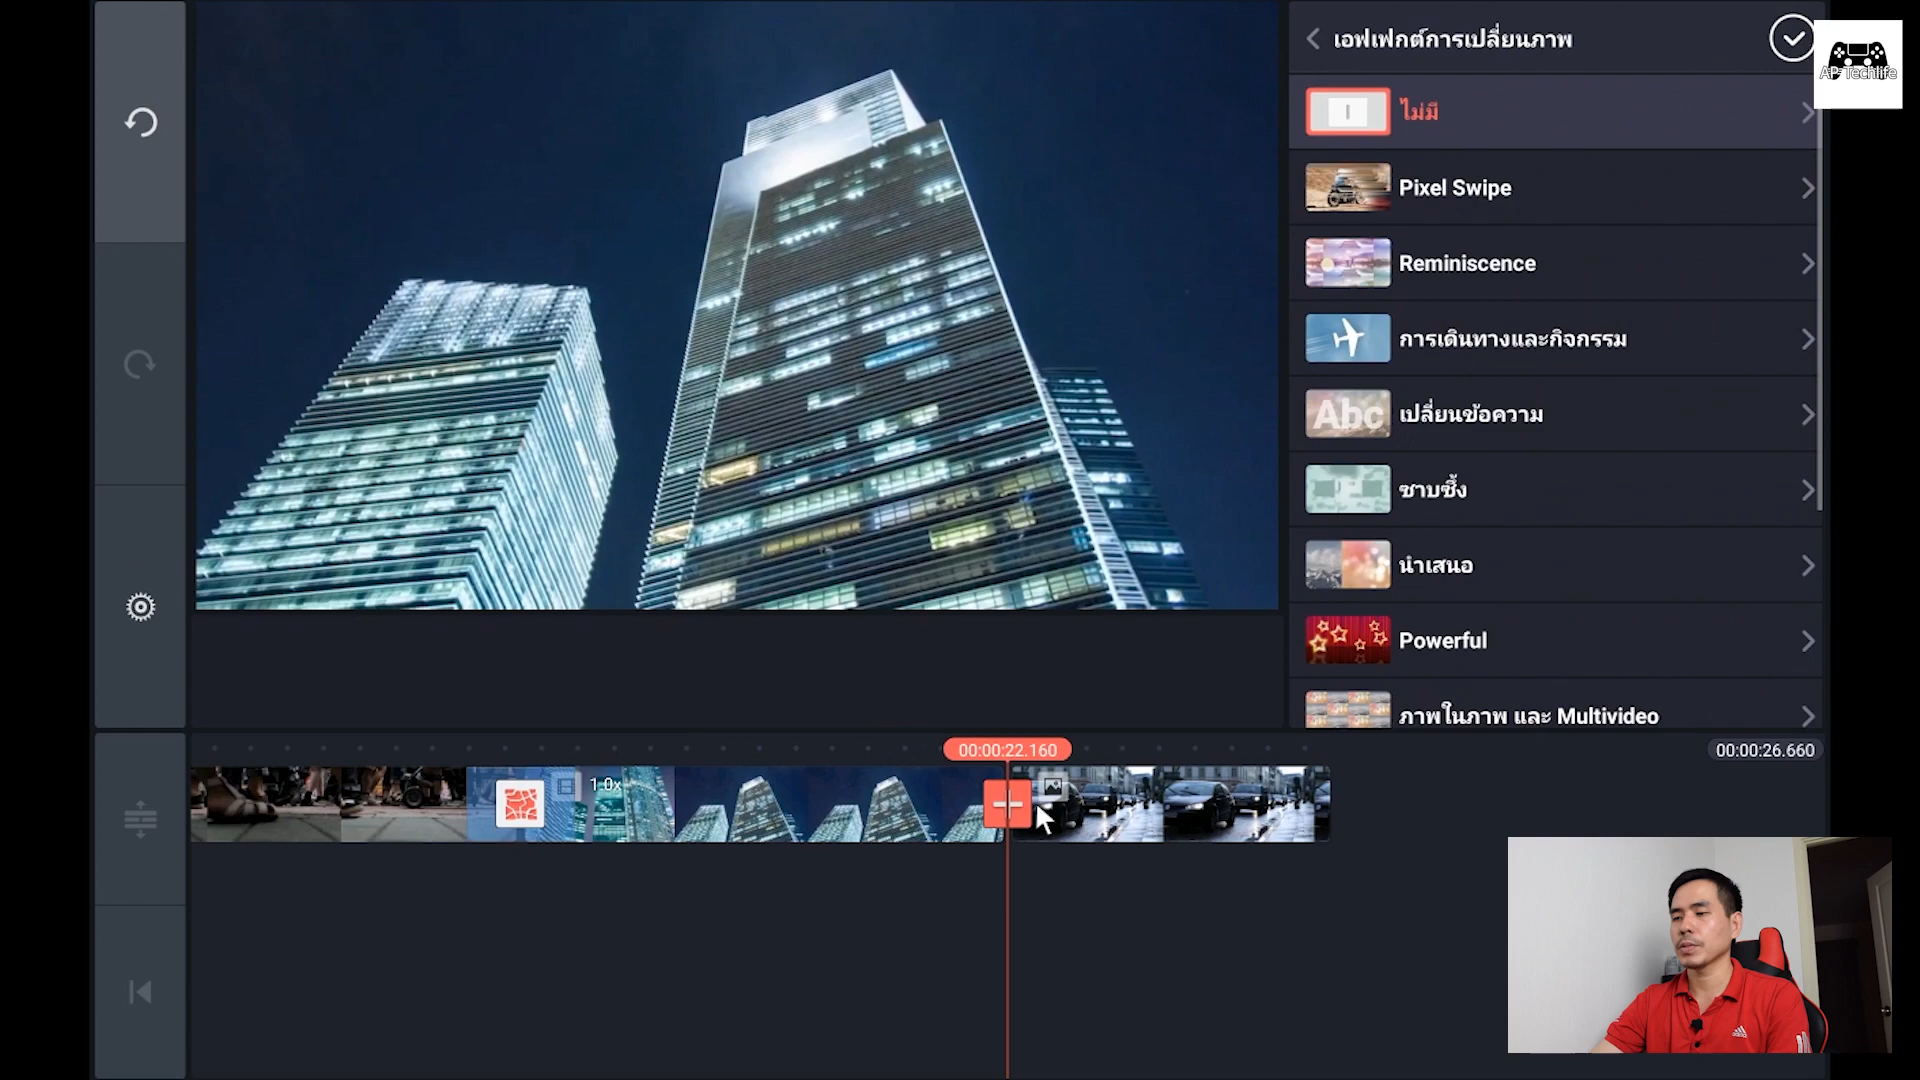 เอฟเฟกต์การเปลี่ยนภาพ
AP Techlife
ไม่มี
Pixel Swipe
Reminiscence
การเดินทางและกิจกรรม
Abc เปลี่ยนข้อความ
ซาบซึ้ง
นำเสนอ
Powerful
ภาพในภาพ และ Multivideo
00:00:22.160
00:00:26.660
1.0x